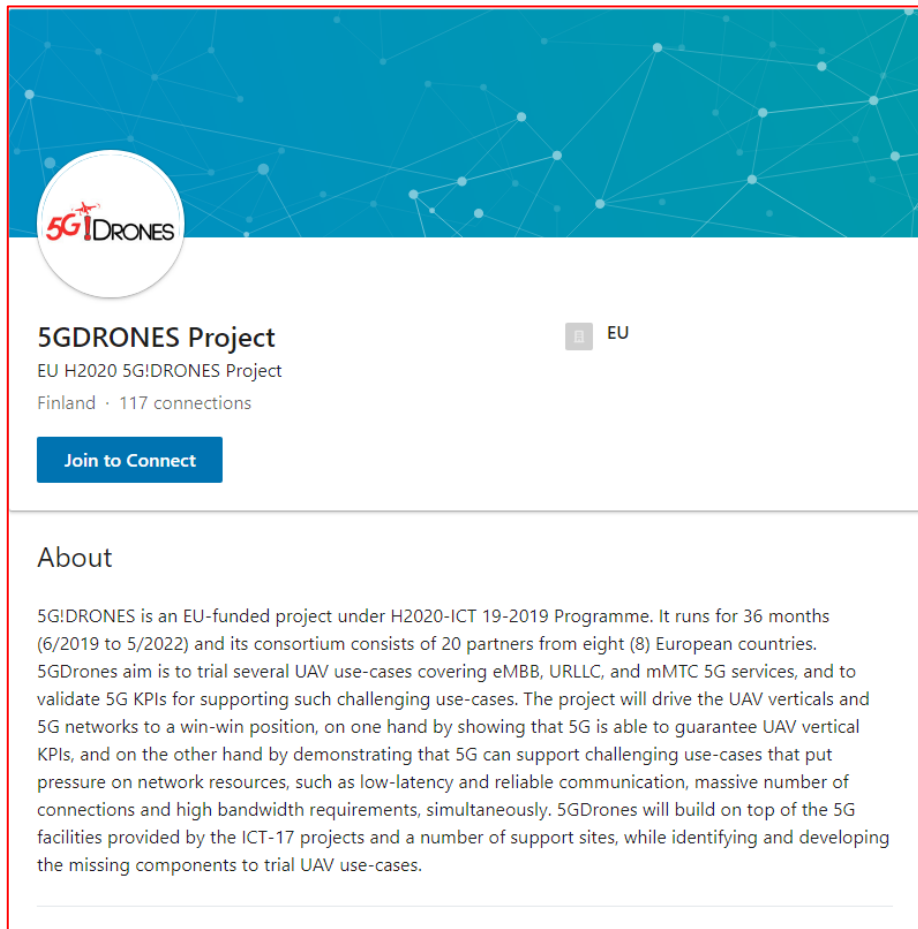 5G!DRONES
5GDRONES Project
EU
EU H2020 5G!DRONES Project
Finland · 117 connections
Join to Connect
About
5G!DRONES is an EU-funded project under H2020-ICT 19-2019 Programme. It runs for 36 months
(6/2019 to 5/2022) and its consortium consists of 20 partners from eight (8) European countries.
5GDrones aim is to trial several UAV use-cases covering eMBB, URLLC, and mMTC 5G services, and to
validate 5G KPIs for supporting such challenging use-cases. The project will drive the UAV verticals and
5G networks to a win-win position, on one hand by showing that 5G is able to guarantee UAV vertical
KPIs, and on the other hand by demonstrating that 5G can support challenging use-cases that put
pressure on network resources, such as low-latency and reliable communication, massive number of
connections and high bandwidth requirements, simultaneously. 5GDrones will build on top of the 5G
facilities provided by the ICT-17 projects and a number of support sites, while identifying and developing
the missing components to trial UAV use-cases.